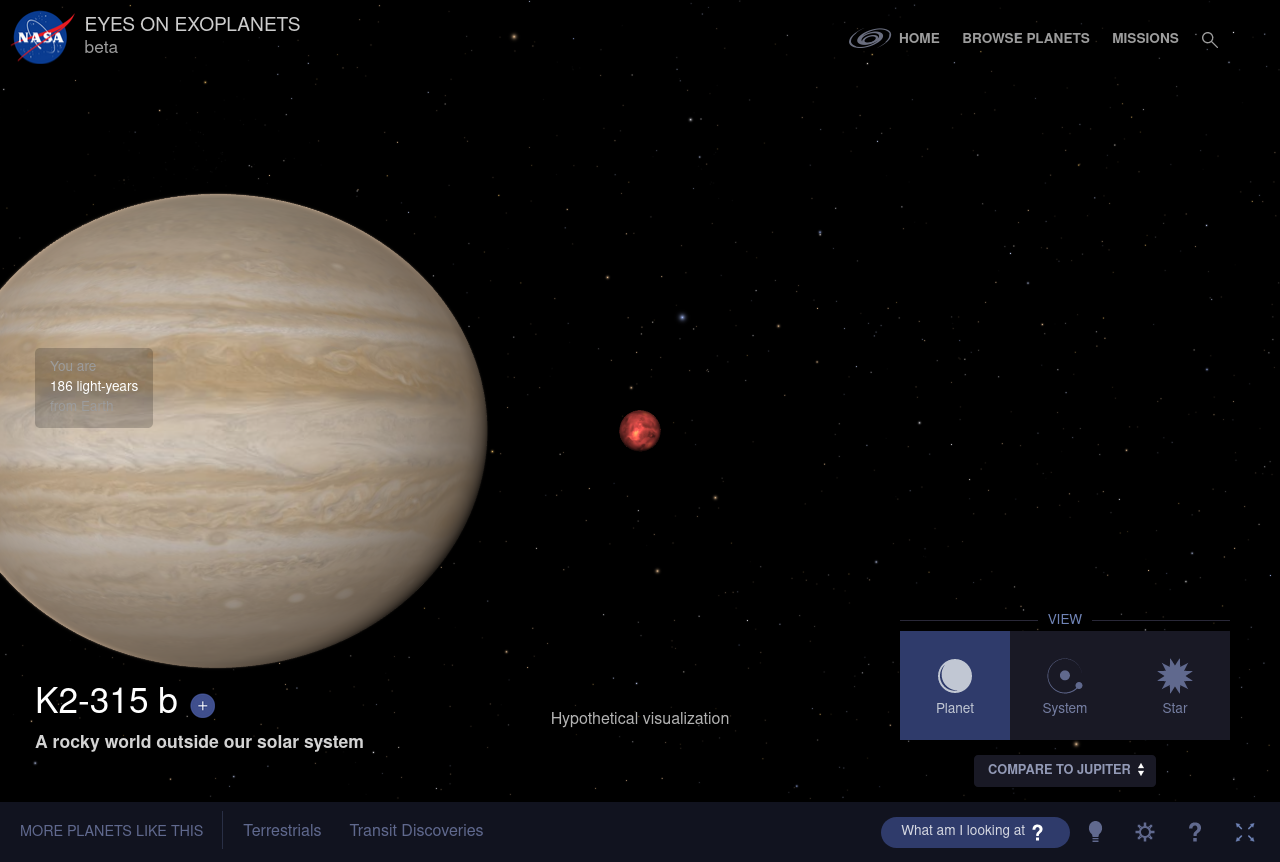 NASA
EYES ON EXOPLANETS
beta
HOME
BROWSE PLANETS
MISSIONS
You are
186 light-years
from Earth
VIEW
Planet
System
Star
K2-315 b +
A rocky world outside our solar system
Hypothetical visualization
COMPARE TO JUPITER
MORE PLANETS LIKE THIS
Terrestrials
Transit Discoveries
What am I looking at ?
?